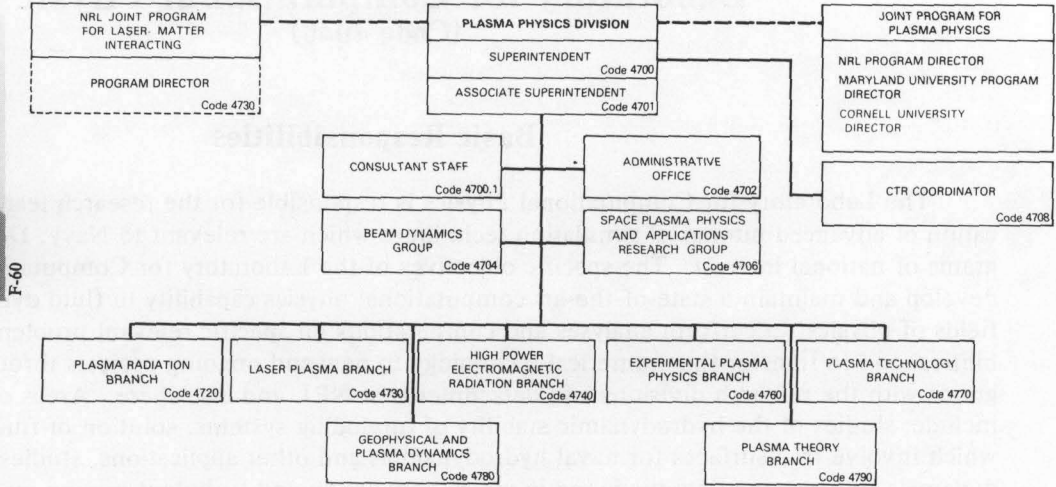 NRL JOINT PROGRAM
FOR LASER- MATTER
INTERACTING
PROGRAM DIRECTOR
Code 4730
PLASMA PHYSICS DIVISION
SUPERINTENDENT
Code 4700
ASSOCIATE SUPERINTENDENT
Code 4701
JOINT PROGRAM FOR
PLASMA PHYSICS
NRL PROGRAM DIRECTOR
MARYLAND UNIVERSITY PROGRAM
DIRECTOR
CORNELL UNIVERSITY
DIRECTOR
Basic Responsibilities
CONSULTANT STAFF
Code 4700.1
ADMINISTRATIVE
OFFICE
Code 4702
CTR COORDINATOR
Code 4708
BEAM DYNAMICS
GROUP
Code 4704
SPACE PLASMA PHYSICS
AND APPLICATIONS
RESEARCH GROUP
Code 4706
F-60
PLASMA RADIATION
BRANCH
Code 4720
LASER PLASMA BRANCH
Code 4730
HIGH POWER
ELECTROMAGNETIC
RADIATION BRANCH
Code 4740
EXPERIMENTAL PLASMA
PHYSICS BRANCH
Code 4760
PLASMA TECHNOLOGY
BRANCH
Code 4770
GEOPHYSICAL AND
PLASMA DYNAMICS
BRANCH
Code 4780
PLASMA THEORY
BRANCH
Code 4790